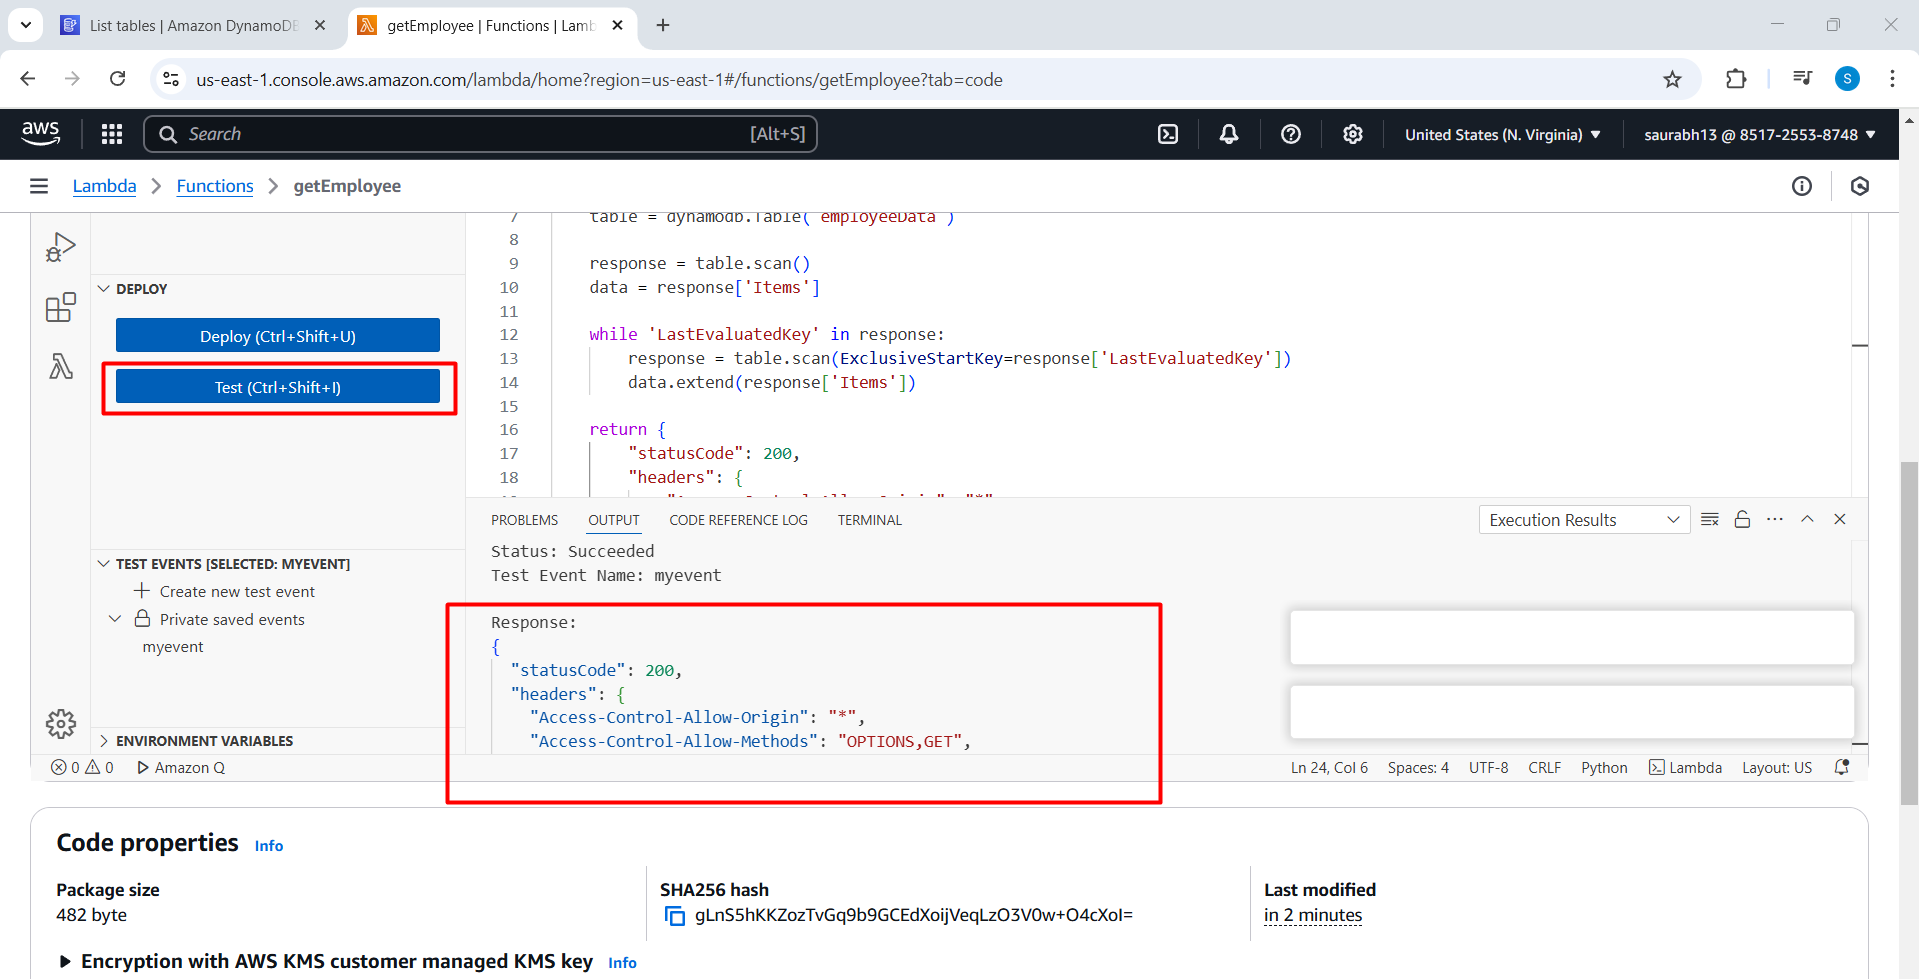 List tables | Amazon DynamoDB
getEmployee | Functions | Lamb
us-east-1.console.aws.amazon.com/lambda/home?region=us-east-1#/functions/getEmployee?tab=code
S
aws
Search
[Alt+S]
United States (N. Virginia)
saurabh13 @ 8517-2553-8748
Lambda > Functions > getEmployee
DEPLOY
Deploy (Ctrl+Shift+U)
Test (Ctrl+Shift+I)
TEST EVENTS [SELECTED: MYEVENT]
Create new test event
Private saved events
myevent
ENVIRONMENT VARIABLES
7 table = dynamodb.Table('employeeData')
8
9 response = table.scan()
10 data = response['Items']
11
12 while 'LastEvaluatedKey' in response:
13 response = table.scan(ExclusiveStartKey=response['LastEvaluatedKey'])
14 data.extend(response['Items'])
15
16 return {
17 "statusCode": 200,
18 "headers": {
"Access-Control-Allow-Origin": "*"
PROBLEMS OUTPUT CODE REFERENCE LOG TERMINAL
Execution Results
Status: Succeeded
Test Event Name: myevent
Response:
{
"statusCode": 200,
"headers": {
"Access-Control-Allow-Origin": "*",
"Access-Control-Allow-Methods": "OPTIONS,GET",
0 0 Amazon Q
Ln 24, Col 6 Spaces: 4 UTF-8 CRLF Python Lambda Layout: US
Code properties Info
Package size
482 byte
SHA256 hash
gLnS5hKKZozTvGq9b9GCEdXoijVeqLzO3V0w+O4cXoI=
Last modified
in 2 minutes
Encryption with AWS KMS customer managed KMS key Info